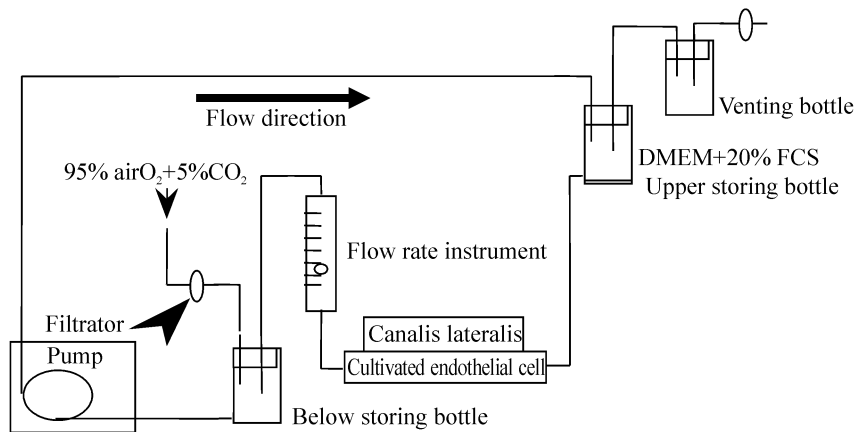 Venting bottle
Flow direction
DMEM+20% FCS
Upper storing bottle
95% airO₂+5%CO₂
Flow rate instrument
Filtrator
Pump
Canalis lateralis
Cultivated endothelial cell
Below storing bottle